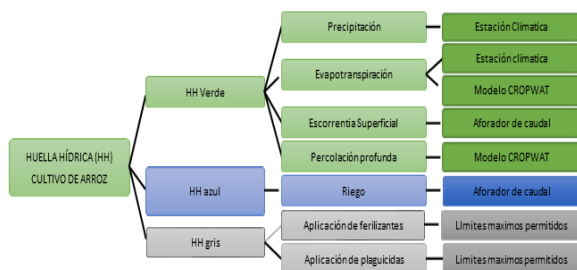 HUELLA HÍDRICA (HH)
CULTIVO DE ARROZ
HH Verde
HH azul
HH gris
Precipitación
Evapotranspiración
Escorrentia Superficial
Percolación profunda
Riego
Aplicación de ferilizantes
Aplicación de plaguicidas
Estación Climatica
Estación climatica
Modelo CROPWAT
Aforador de caudal
Modelo CROPWAT
Aforador de caudal
LImites maximos permitidos
Limites maximos permitidos